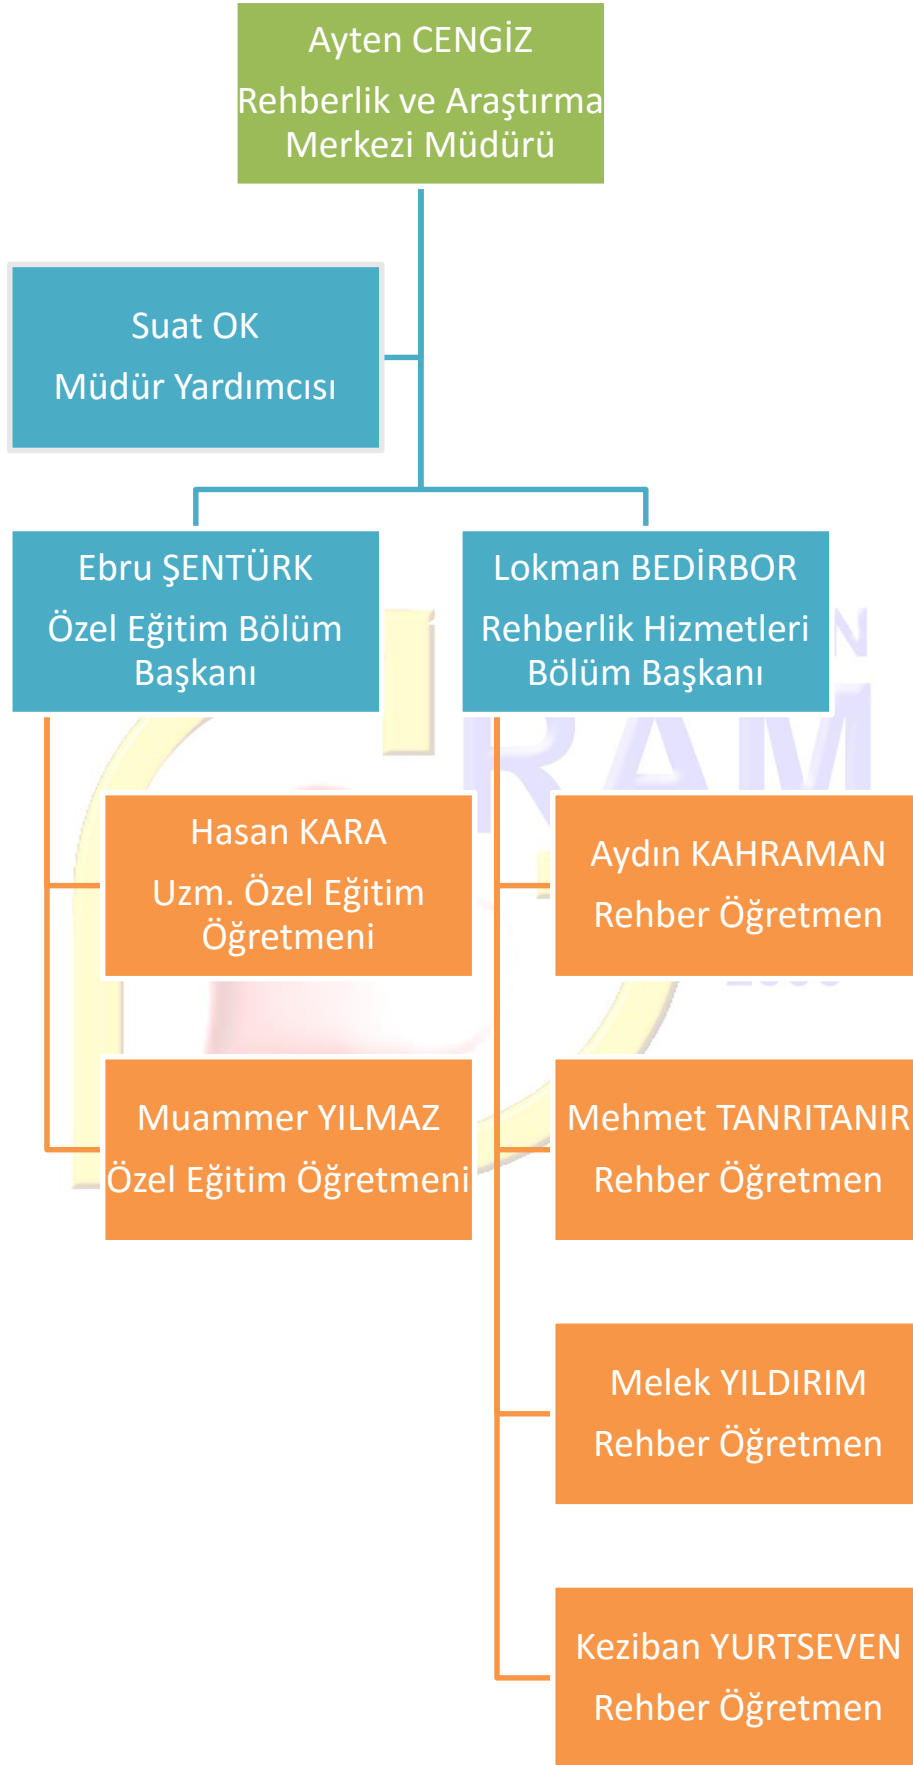 Ayten CENGİZ
Rehberlik ve Araştırma
Merkezi Müdürü
Suat OK
Müdür Yardımcısı
Ebru ŞENTÜRK
Özel Eğitim Bölüm
Başkanı
Lokman BEDİRBOR
Rehberlik Hizmetleri
Bölüm Başkanı
RAM
Hasan KARA
Uzm. Özel Eğitim
Öğretmeni
Aydın KAHRAMAN
Rehber Öğretmen
Muammer YILMAZ
Özel Eğitim Öğretmeni
Mehmet TANRITANIR
Rehber Öğretmen
Melek YILDIRIM
Rehber Öğretmen
Keziban YURTSEVEN
Rehber Öğretmen